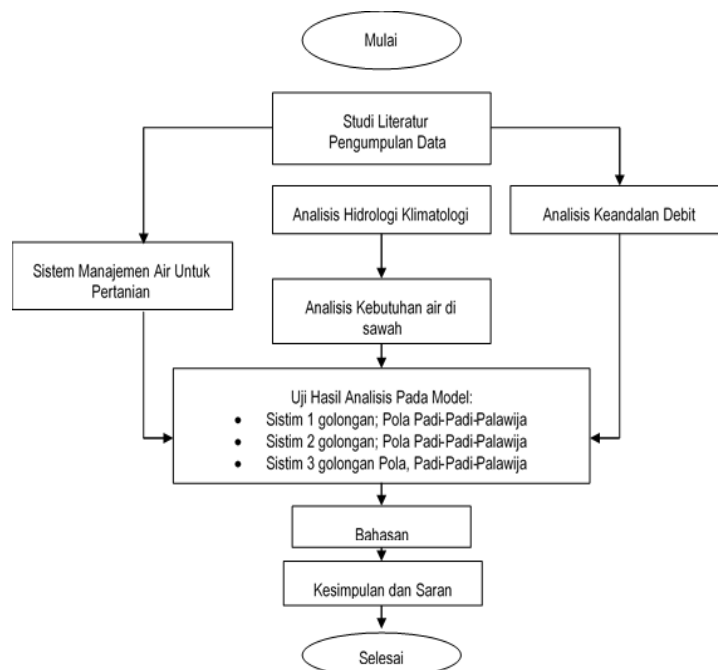 Mulai
Studi Literatur
Pengumpulan Data
Analisis Hidrologi Klimatologi
Analisis Keandalan Debit
Sistem Manajemen Air Untuk
Pertanian
Analisis Kebutuhan air di
sawah
Uji Hasil Analisis Pada Model:
• Sistim 1 golongan; Pola Padi-Padi-Palawija
• Sistim 2 golongan; Pola Padi-Padi-Palawija
• Sistim 3 golongan Pola, Padi-Padi-Palawija
Bahasan
Kesimpulan dan Saran
Selesai